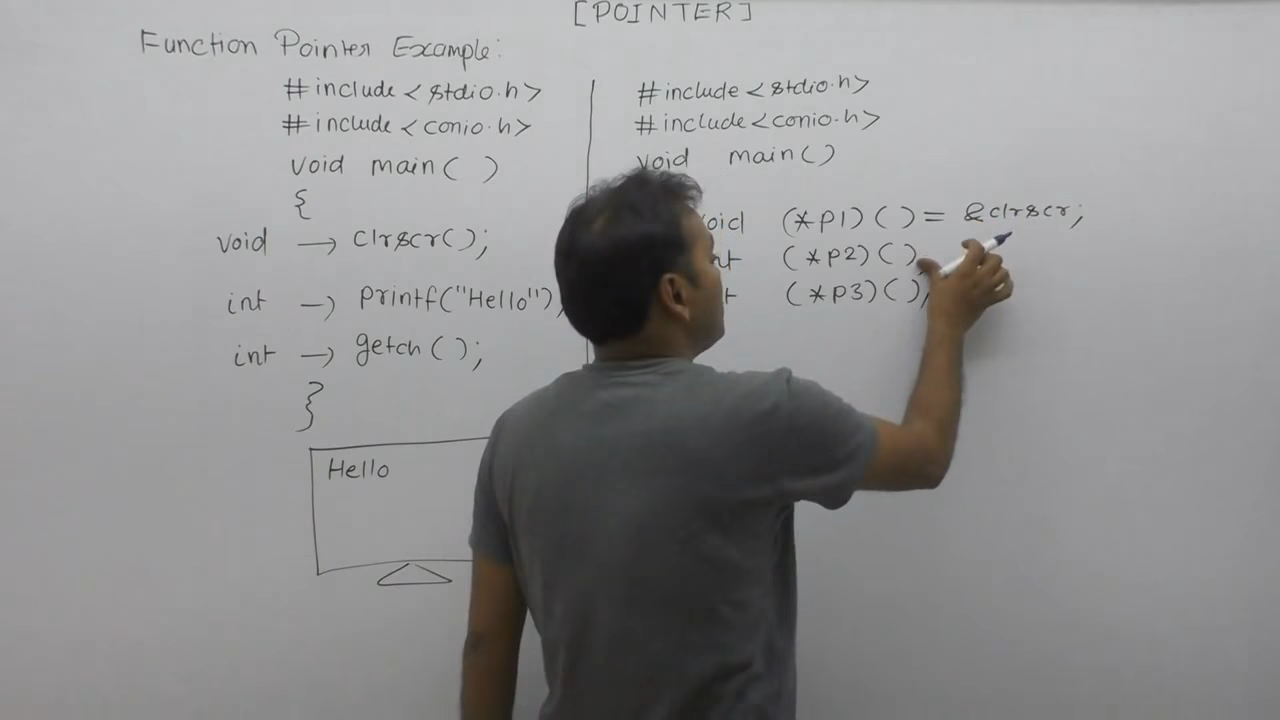 [POINTER]
Function Pointer Example:
#include <stdio.h>
#include <conio.h>
void main( )
{
void → clrscr();
int → printf("Hello")
int → getch( );
}
Hello
#include <stdio.h>
#include <conio.h>
void main()
(*p1)() = &clrscr;
(*p2)()
(*p3)();